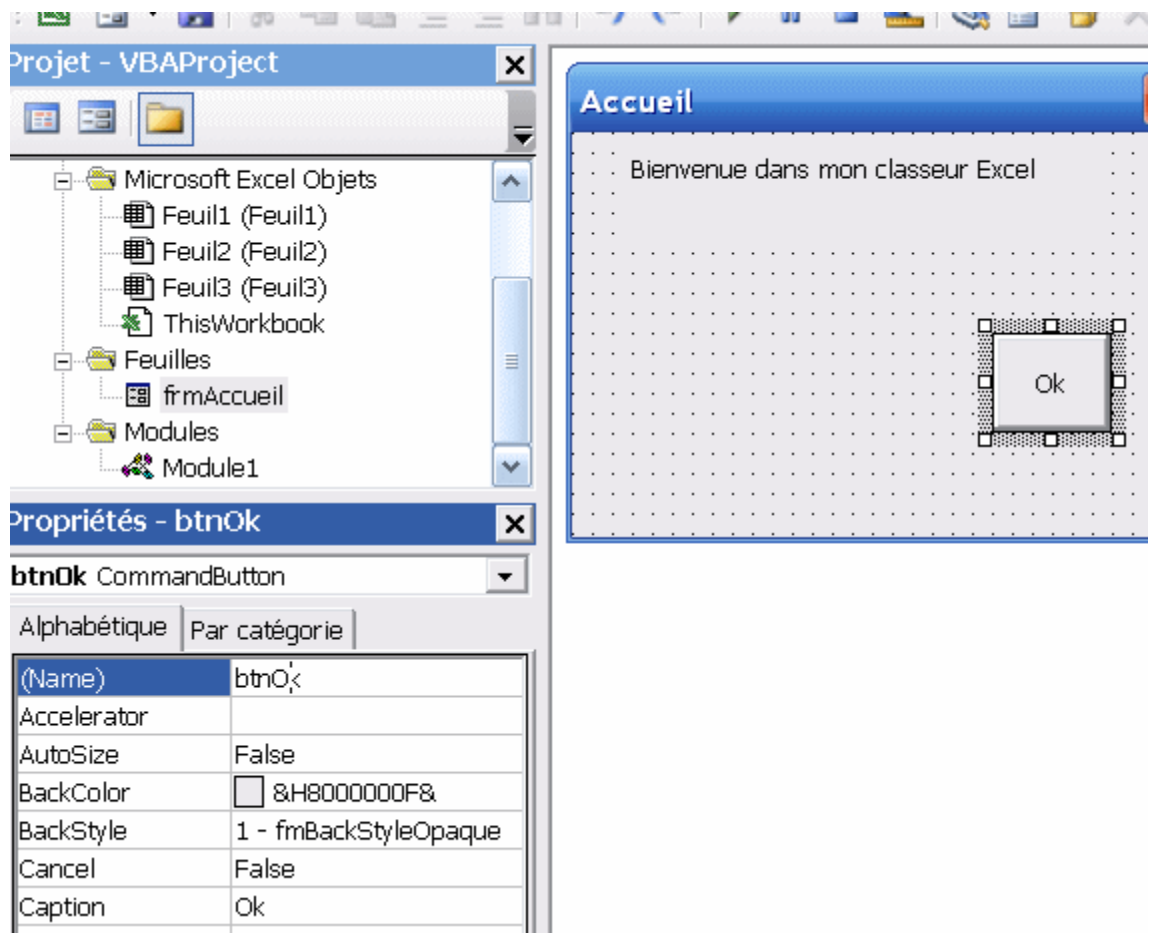 Projet - VBAProject
Microsoft Excel Objets
Feuil1 (Feuil1)
Feuil2 (Feuil2)
Feuil3 (Feuil3)
ThisWorkbook
Feuilles
frmAccueil
Modules
Module1
Propriétés - btnOk
btnOk CommandButton
Alphabétique Par catégorie
(Name) btnOk
Accelerator
AutoSize False
BackColor &H8000000F&
BackStyle 1 - fmBackStyleOpaque
Cancel False
Caption Ok
Accueil
Bienvenue dans mon classeur Excel
Ok